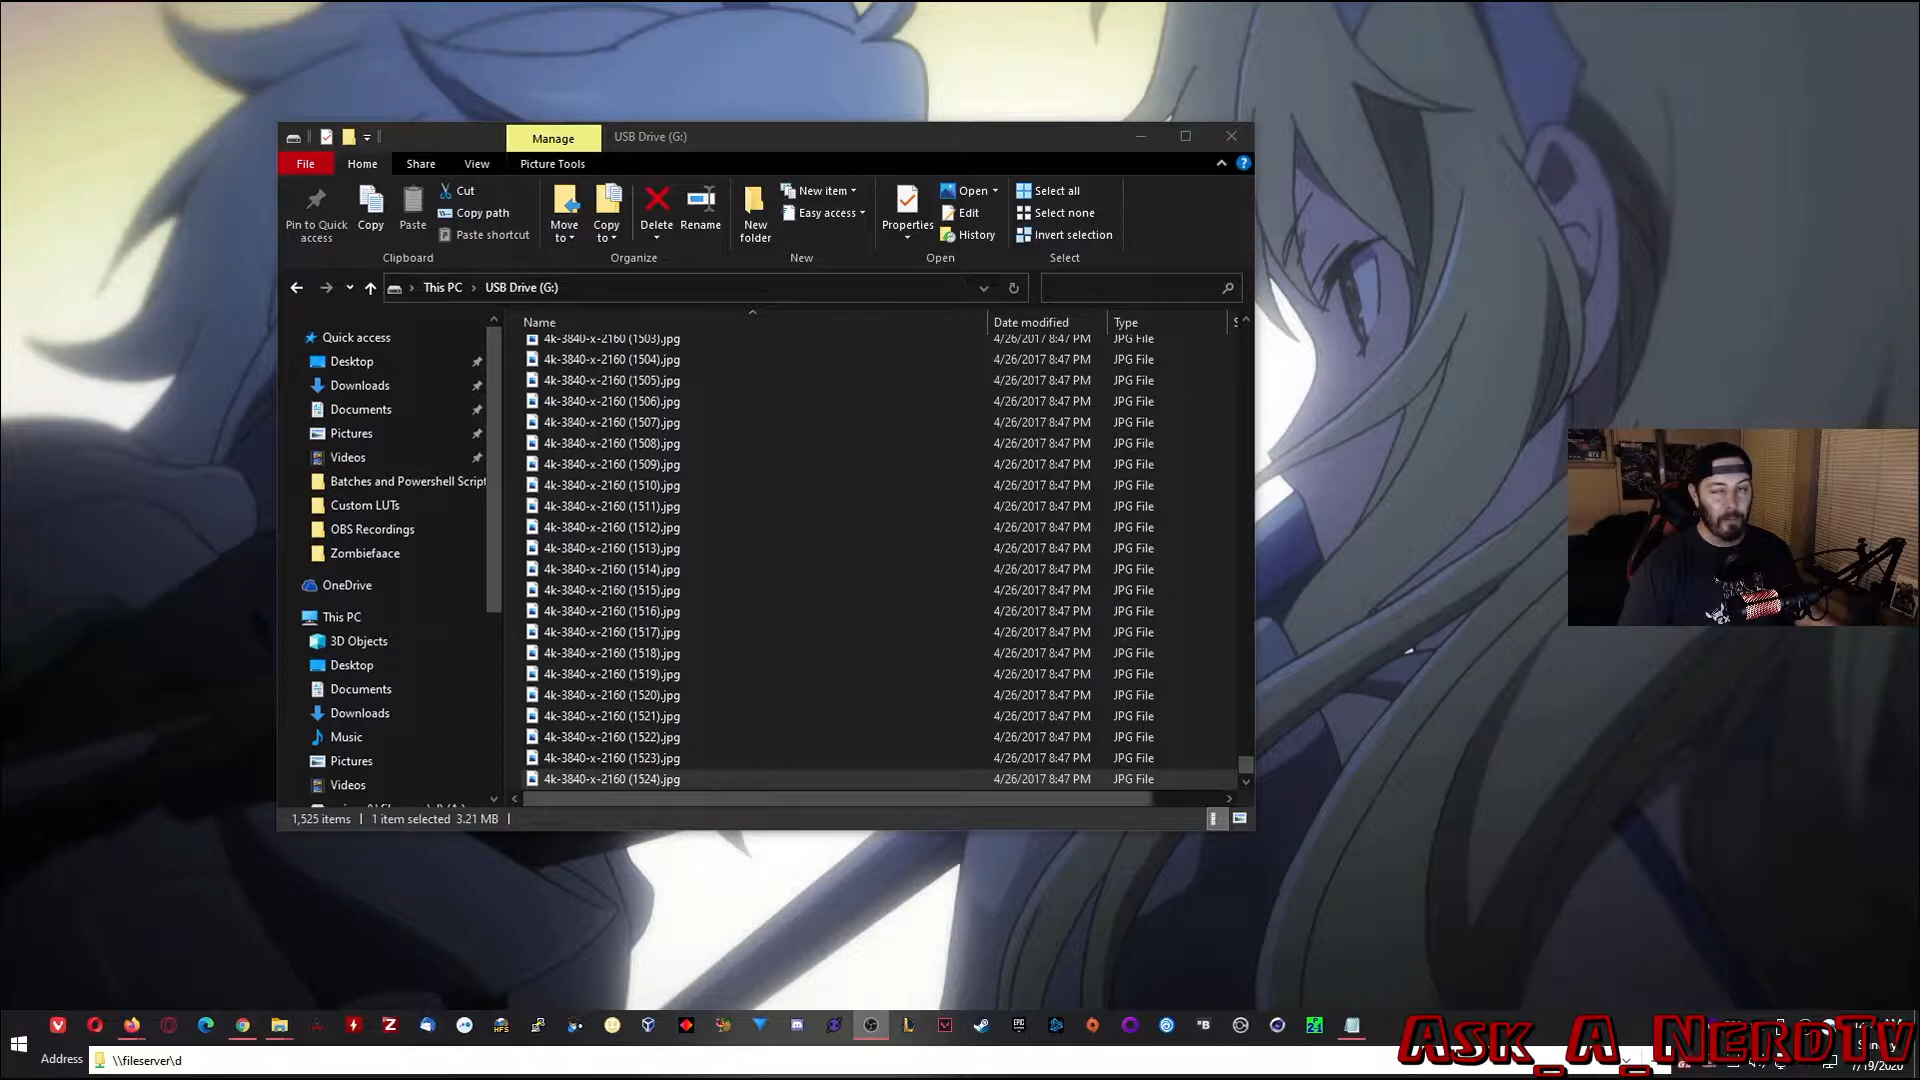 Manage
USB Drive (G:)
File
Home
Share
View
Picture Tools
Pin to Quick access
Copy
Paste
Cut
Copy path
Paste shortcut
Clipboard
Move to
Copy to
Delete
Rename
Organize
New folder
New item
Easy access
New
Properties
Open
Edit
History
Open
Select all
Select none
Invert selection
Select
This PC > USB Drive (G:)
Name
Date modified
Type
S
Quick access
Desktop
Downloads
Documents
Pictures
Videos
Batches and Powershell Script
Custom LUTs
OBS Recordings
Zombiefaace
OneDrive
This PC
3D Objects
Desktop
Documents
Downloads
Music
Pictures
Videos
4k-3840-x-2160 (1503).jpg 4/26/2017 8:47 PM JPG File
4k-3840-x-2160 (1504).jpg 4/26/2017 8:47 PM JPG File
4k-3840-x-2160 (1505).jpg 4/26/2017 8:47 PM JPG File
4k-3840-x-2160 (1506).jpg 4/26/2017 8:47 PM JPG File
4k-3840-x-2160 (1507).jpg 4/26/2017 8:47 PM JPG File
4k-3840-x-2160 (1508).jpg 4/26/2017 8:47 PM JPG File
4k-3840-x-2160 (1509).jpg 4/26/2017 8:47 PM JPG File
4k-3840-x-2160 (1510).jpg 4/26/2017 8:47 PM JPG File
4k-3840-x-2160 (1511).jpg 4/26/2017 8:47 PM JPG File
4k-3840-x-2160 (1512).jpg 4/26/2017 8:47 PM JPG File
4k-3840-x-2160 (1513).jpg 4/26/2017 8:47 PM JPG File
4k-3840-x-2160 (1514).jpg 4/26/2017 8:47 PM JPG File
4k-3840-x-2160 (1515).jpg 4/26/2017 8:47 PM JPG File
4k-3840-x-2160 (1516).jpg 4/26/2017 8:47 PM JPG File
4k-3840-x-2160 (1517).jpg 4/26/2017 8:47 PM JPG File
4k-3840-x-2160 (1518).jpg 4/26/2017 8:47 PM JPG File
4k-3840-x-2160 (1519).jpg 4/26/2017 8:47 PM JPG File
4k-3840-x-2160 (1520).jpg 4/26/2017 8:47 PM JPG File
4k-3840-x-2160 (1521).jpg 4/26/2017 8:47 PM JPG File
4k-3840-x-2160 (1522).jpg 4/26/2017 8:47 PM JPG File
4k-3840-x-2160 (1523).jpg 4/26/2017 8:47 PM JPG File
4k-3840-x-2160 (1524).jpg 4/26/2017 8:47 PM JPG File
1,525 items
1 item selected 3.21 MB
Address
\\fileserver\d
Ask_A_NerdTv
7/19/2020